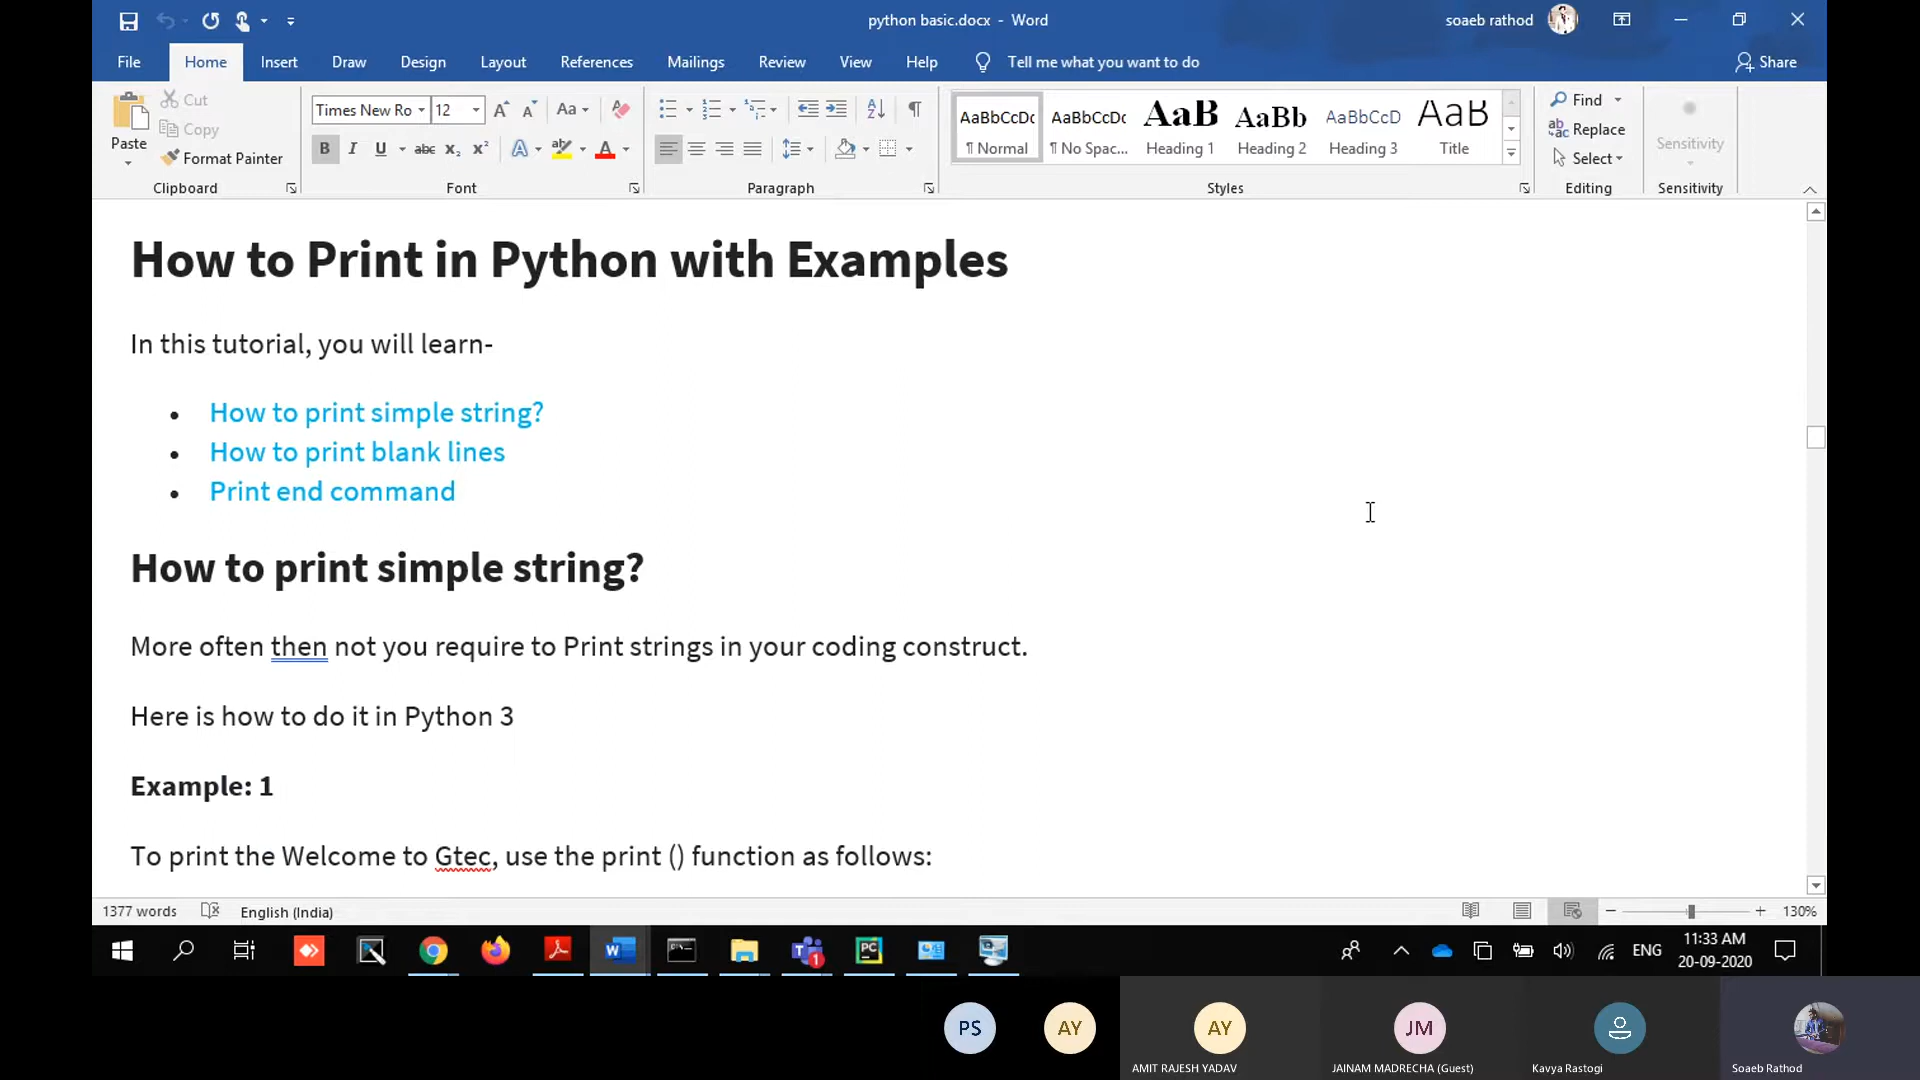 python basic.docx - Word
soaeb rathod
File Home Insert Draw Design Layout References Mailings Review View Help Tell me what you want to do Share
Paste
Cut
Copy
Format Painter
Clipboard
Times New Ro 12
Aa
B I U abc x₂ x²
Font
Paragraph
AaBbCcDc AaBbCcDc AaB AaBb AaBbCcD AaB
¶ Normal ¶ No Spac... Heading 1 Heading 2 Heading 3 Title
Styles
Find
Replace
Select
Editing
Sensitivity
Sensitivity
How to Print in Python with Examples
In this tutorial, you will learn-
• How to print simple string?
• How to print blank lines
• Print end command
How to print simple string?
More often then not you require to Print strings in your coding construct.
Here is how to do it in Python 3
Example: 1
To print the Welcome to Gtec, use the print () function as follows:
1377 words English (India) 130%
ENG
11:33 AM
20-09-2020
PS AY AY JM
AMIT RAJESH YADAV JAINAM MADRECHA (Guest) Kavya Rastogi Soaeb Rathod